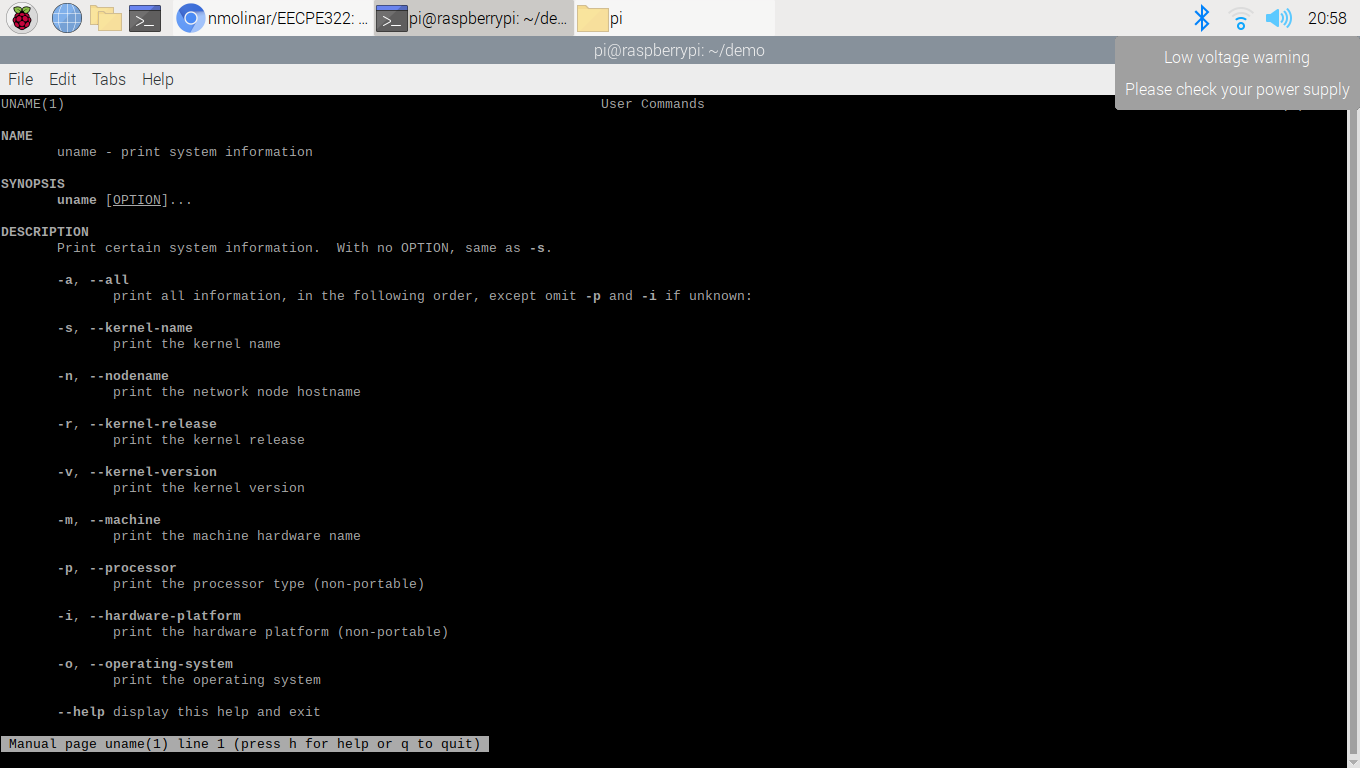 nmolinar/EECPE322: ... pi@raspberrypi: ~/de... pi 20:58
pi@raspberrypi: ~/demo
Low voltage warning
Please check your power supply
File Edit Tabs Help
UNAME(1) User Commands
NAME
uname - print system information
SYNOPSIS
uname [OPTION]...
DESCRIPTION
Print certain system information.  With no OPTION, same as -s.
-a, --all
print all information, in the following order, except omit -p and -i if unknown:
-s, --kernel-name
print the kernel name
-n, --nodename
print the network node hostname
-r, --kernel-release
print the kernel release
-v, --kernel-version
print the kernel version
-m, --machine
print the machine hardware name
-p, --processor
print the processor type (non-portable)
-i, --hardware-platform
print the hardware platform (non-portable)
-o, --operating-system
print the operating system
--help display this help and exit
Manual page uname(1) line 1 (press h for help or q to quit)